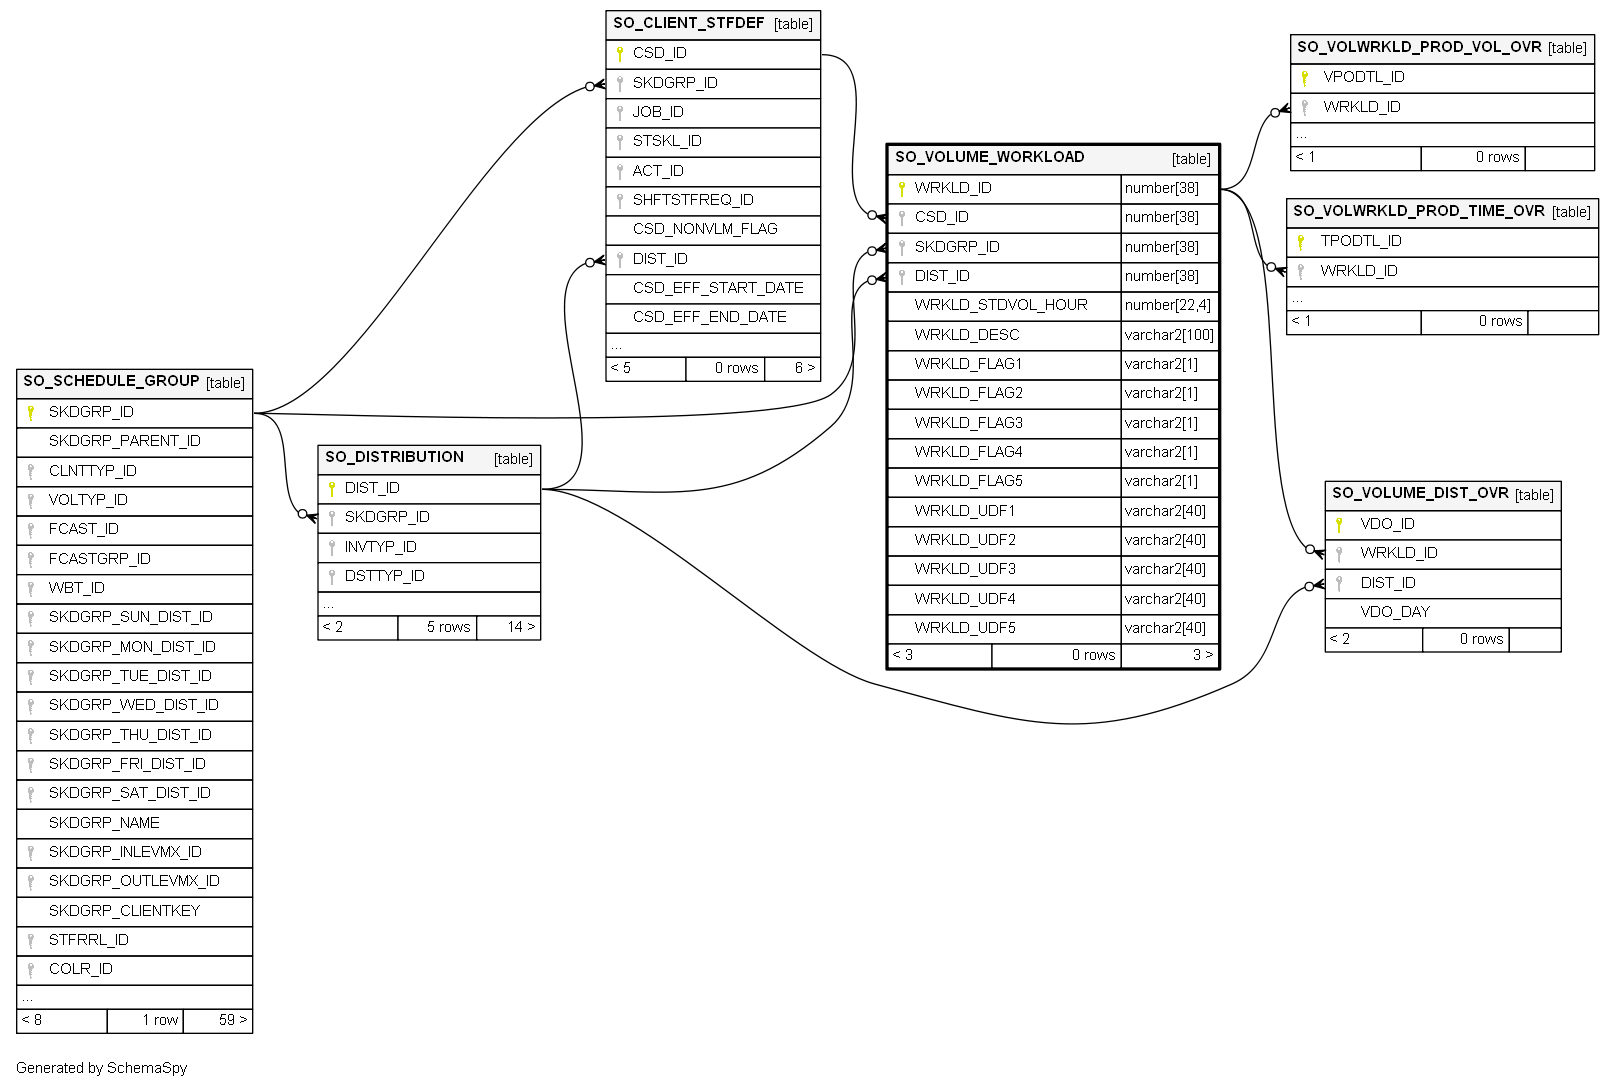 SO_CLIENT_STFDEF [table]
CSD_ID
SKDGRP_ID
JOB_ID
STSKL_ID
ACT_ID
SHFTSTFREQ_ID
CSD_NONVLM_FLAG
DIST_ID
CSD_EFF_START_DATE
CSD_EFF_END_DATE
...
< 5 0 rows 6 >
SO_VOLWRKLD_PROD_VOL_OVR [table]
VPODTL_ID
WRKLD_ID
...
< 1 0 rows
SO_VOLUME_WORKLOAD [table]
WRKLD_ID number[38]
CSD_ID number[38]
SKDGRP_ID number[38]
DIST_ID number[38]
WRKLD_STDVOL_HOUR number[22,4]
WRKLD_DESC varchar2[100]
WRKLD_FLAG1 varchar2[1]
WRKLD_FLAG2 varchar2[1]
WRKLD_FLAG3 varchar2[1]
WRKLD_FLAG4 varchar2[1]
WRKLD_FLAG5 varchar2[1]
WRKLD_UDF1 varchar2[40]
WRKLD_UDF2 varchar2[40]
WRKLD_UDF3 varchar2[40]
WRKLD_UDF4 varchar2[40]
WRKLD_UDF5 varchar2[40]
< 3 0 rows 3 >
SO_VOLWRKLD_PROD_TIME_OVR [table]
TPODTL_ID
WRKLD_ID
...
< 1 0 rows
SO_SCHEDULE_GROUP [table]
SKDGRP_ID
SKDGRP_PARENT_ID
CLNTTYP_ID
VOLTYP_ID
FCAST_ID
FCASTGRP_ID
WBT_ID
SKDGRP_SUN_DIST_ID
SKDGRP_MON_DIST_ID
SKDGRP_TUE_DIST_ID
SKDGRP_WED_DIST_ID
SKDGRP_THU_DIST_ID
SKDGRP_FRI_DIST_ID
SKDGRP_SAT_DIST_ID
SKDGRP_NAME
SKDGRP_INLEVMX_ID
SKDGRP_OUTLEVMX_ID
SKDGRP_CLIENTKEY
STFRRL_ID
COLR_ID
...
< 8 1 row 59 >
SO_DISTRIBUTION [table]
DIST_ID
SKDGRP_ID
INVTYP_ID
DSTTYP_ID
...
< 2 5 rows 14 >
SO_VOLUME_DIST_OVR [table]
VDO_ID
WRKLD_ID
DIST_ID
VDO_DAY
< 2 0 rows
Generated by SchemaSpy